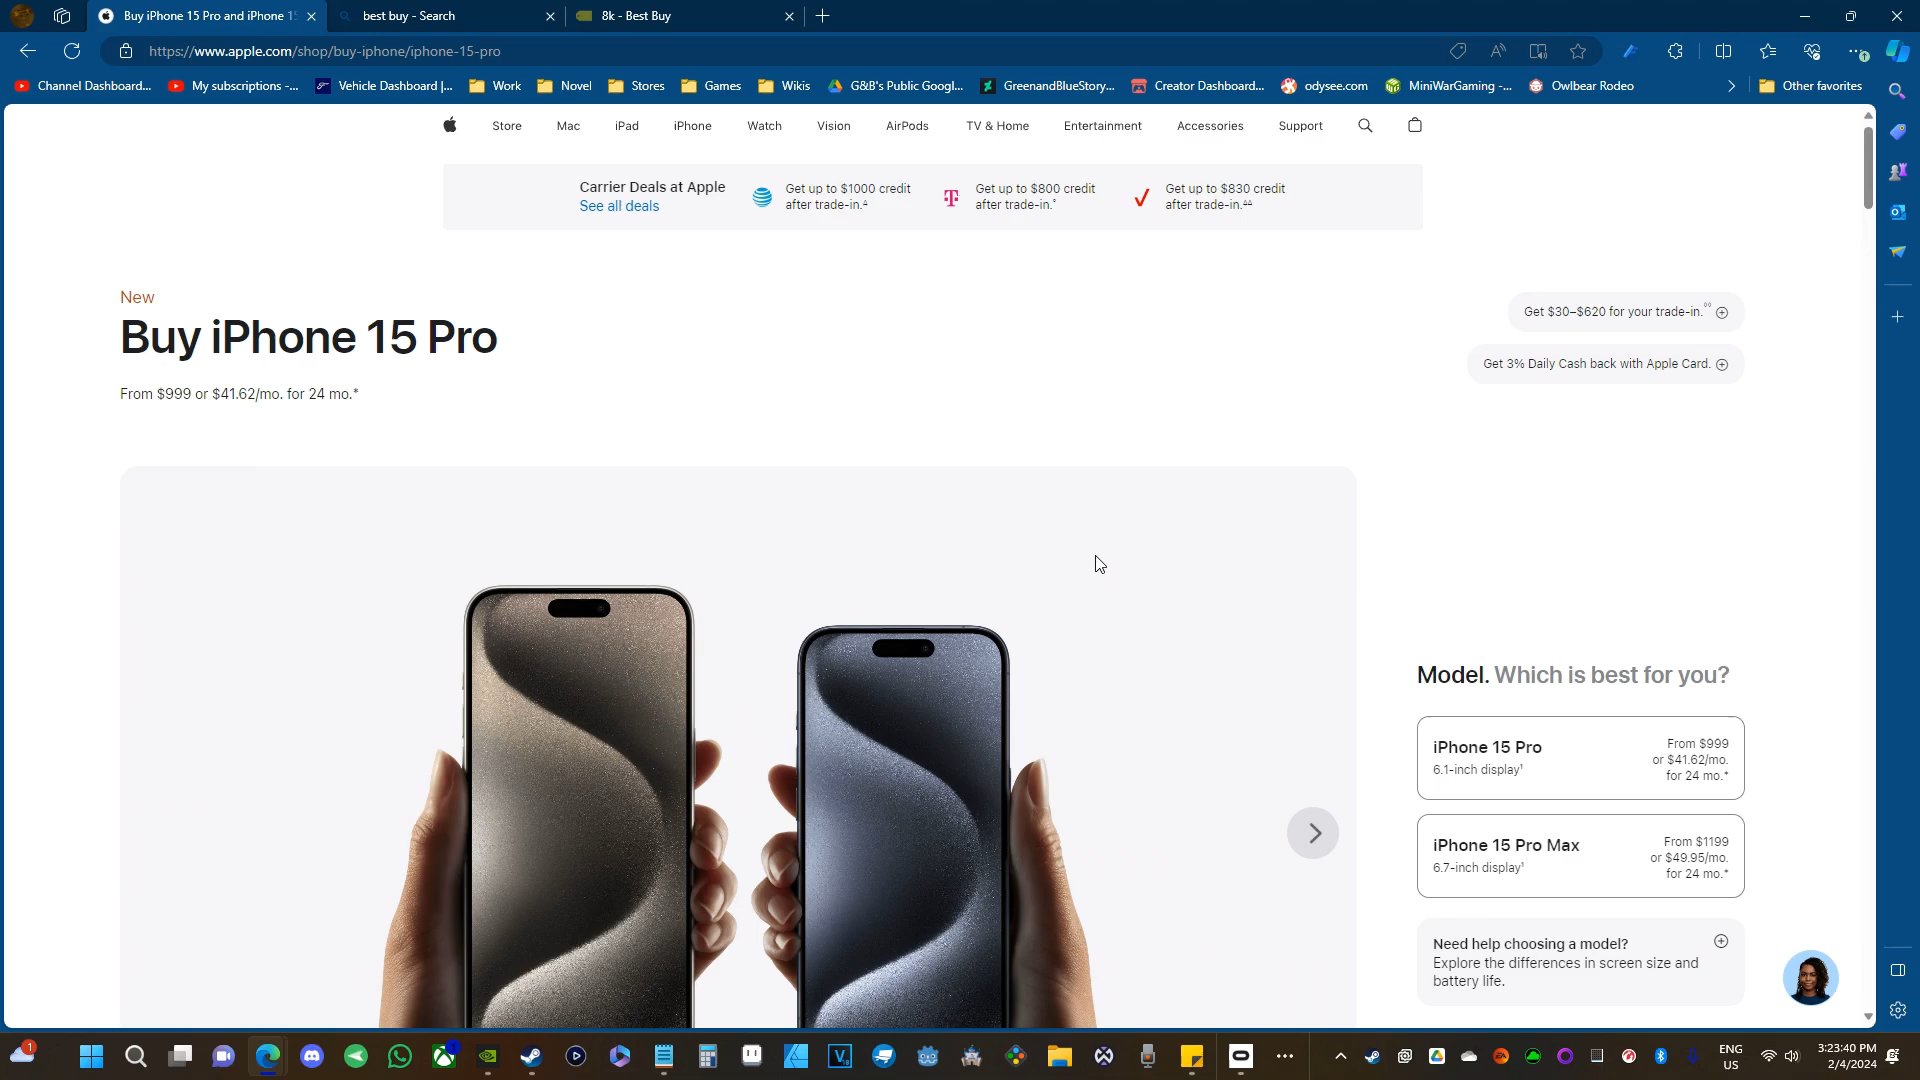 Buy iPhone 15 Pro and iPhone 15
best buy - Search
8k - Best Buy
https://www.apple.com/shop/buy-iphone/iphone-15-pro
Channel Dashboard...
My subscriptions -...
Vehicle Dashboard |...
Work
Novel
Stores
Games
Wikis
G&B's Public Googl...
GreenandBlueStory...
Creator Dashboard...
odysee.com
MiniWarGaming -...
Owlbear Rodeo
Other favorites
Store
Mac
iPad
iPhone
Watch
Vision
AirPods
TV & Home
Entertainment
Accessories
Support
Carrier Deals at Apple
See all deals
Get up to $1000 credit
after trade-in.
Get up to $800 credit
after trade-in.
Get up to $830 credit
after trade-in.
New
Buy iPhone 15 Pro
From $999 or $41.62/mo. for 24 mo.*
Get $30–$620 for your trade-in.
Get 3% Daily Cash back with Apple Card.
Model. Which is best for you?
iPhone 15 Pro
6.1-inch display¹
From $999
or $41.62/mo.
for 24 mo.*
iPhone 15 Pro Max
6.7-inch display¹
From $1199
or $49.95/mo.
for 24 mo.*
Need help choosing a model?
Explore the differences in screen size and
battery life.
1
ENG
US
3:23:40 PM
2/4/2024